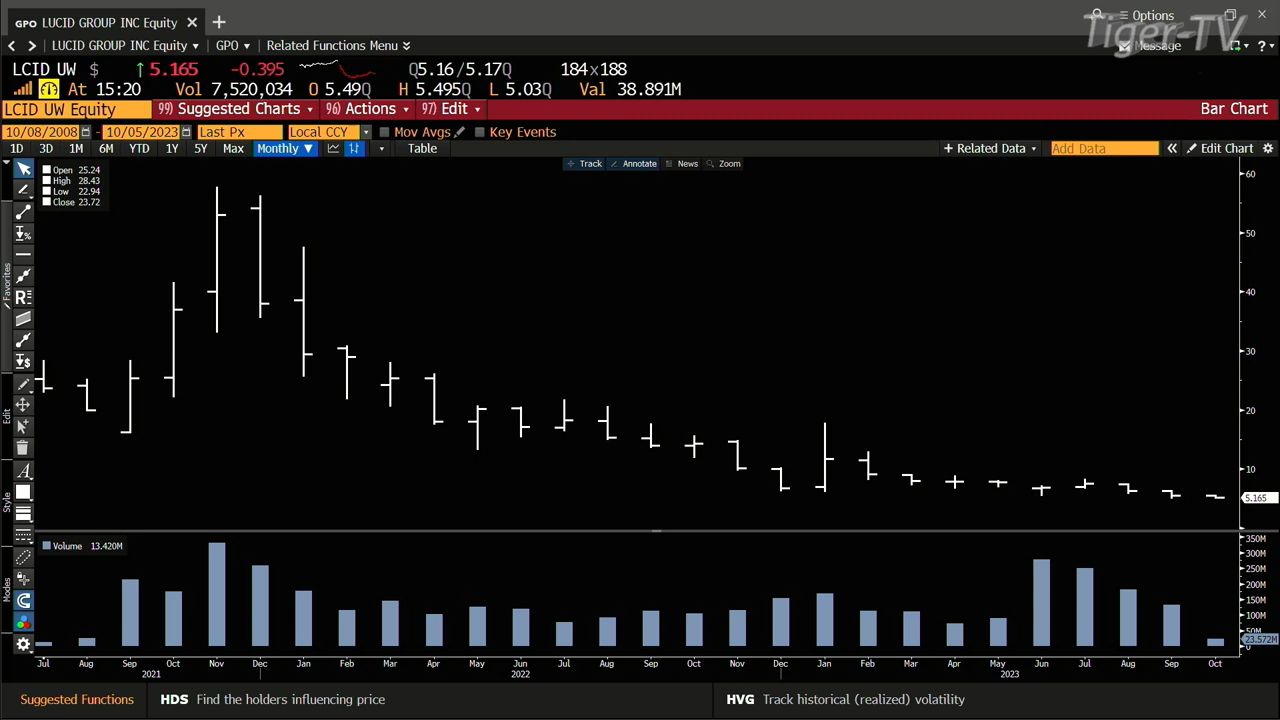 GPO LUCID GROUP INC Equity × +
Options
Tiger-TV
< > LUCID GROUP INC Equity ▾ GPO ▾ Related Functions Menu
Message
?
LCID UW $ ↑ 5.165 -0.395 Q5.16/5.17Q 184x188
At 15:20 Vol 7,520,034 O 5.49Q H 5.495Q L 5.03Q Val 38.891M
LCID UW Equity 99) Suggested Charts 96) Actions 97) Edit Bar Chart
10/08/2008 - 10/05/2023 Last Px Local CCY Mov Avgs Key Events
1D 3D 1M 6M YTD 1Y 5Y Max Monthly ▼ Table + Related Data Add Data « Edit Chart
Track Annotate News Zoom
Open 25.24
High 28.43
Low 22.94
Close 23.72
Favorites
Edit
Style
Modes
60
50
40
30
20
10
5.165
Volume 13.420M
350M
300M
250M
200M
150M
100M
50M
23.572M
0
Jul Aug Sep Oct Nov Dec Jan Feb Mar Apr May Jun Jul Aug Sep Oct Nov Dec Jan Feb Mar Apr May Jun Jul Aug Sep Oct
2021 2022 2023
Suggested Functions HDS Find the holders influencing price HVG Track historical (realized) volatility